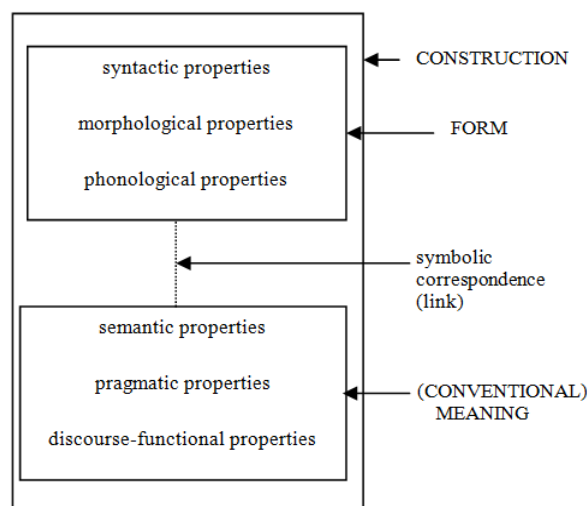 syntactic properties
CONSTRUCTION
morphological properties
FORM
phonological properties
symbolic
correspondence
(link)
semantic properties
pragmatic properties
(CONVENTIONAL)
MEANING
discourse-functional properties